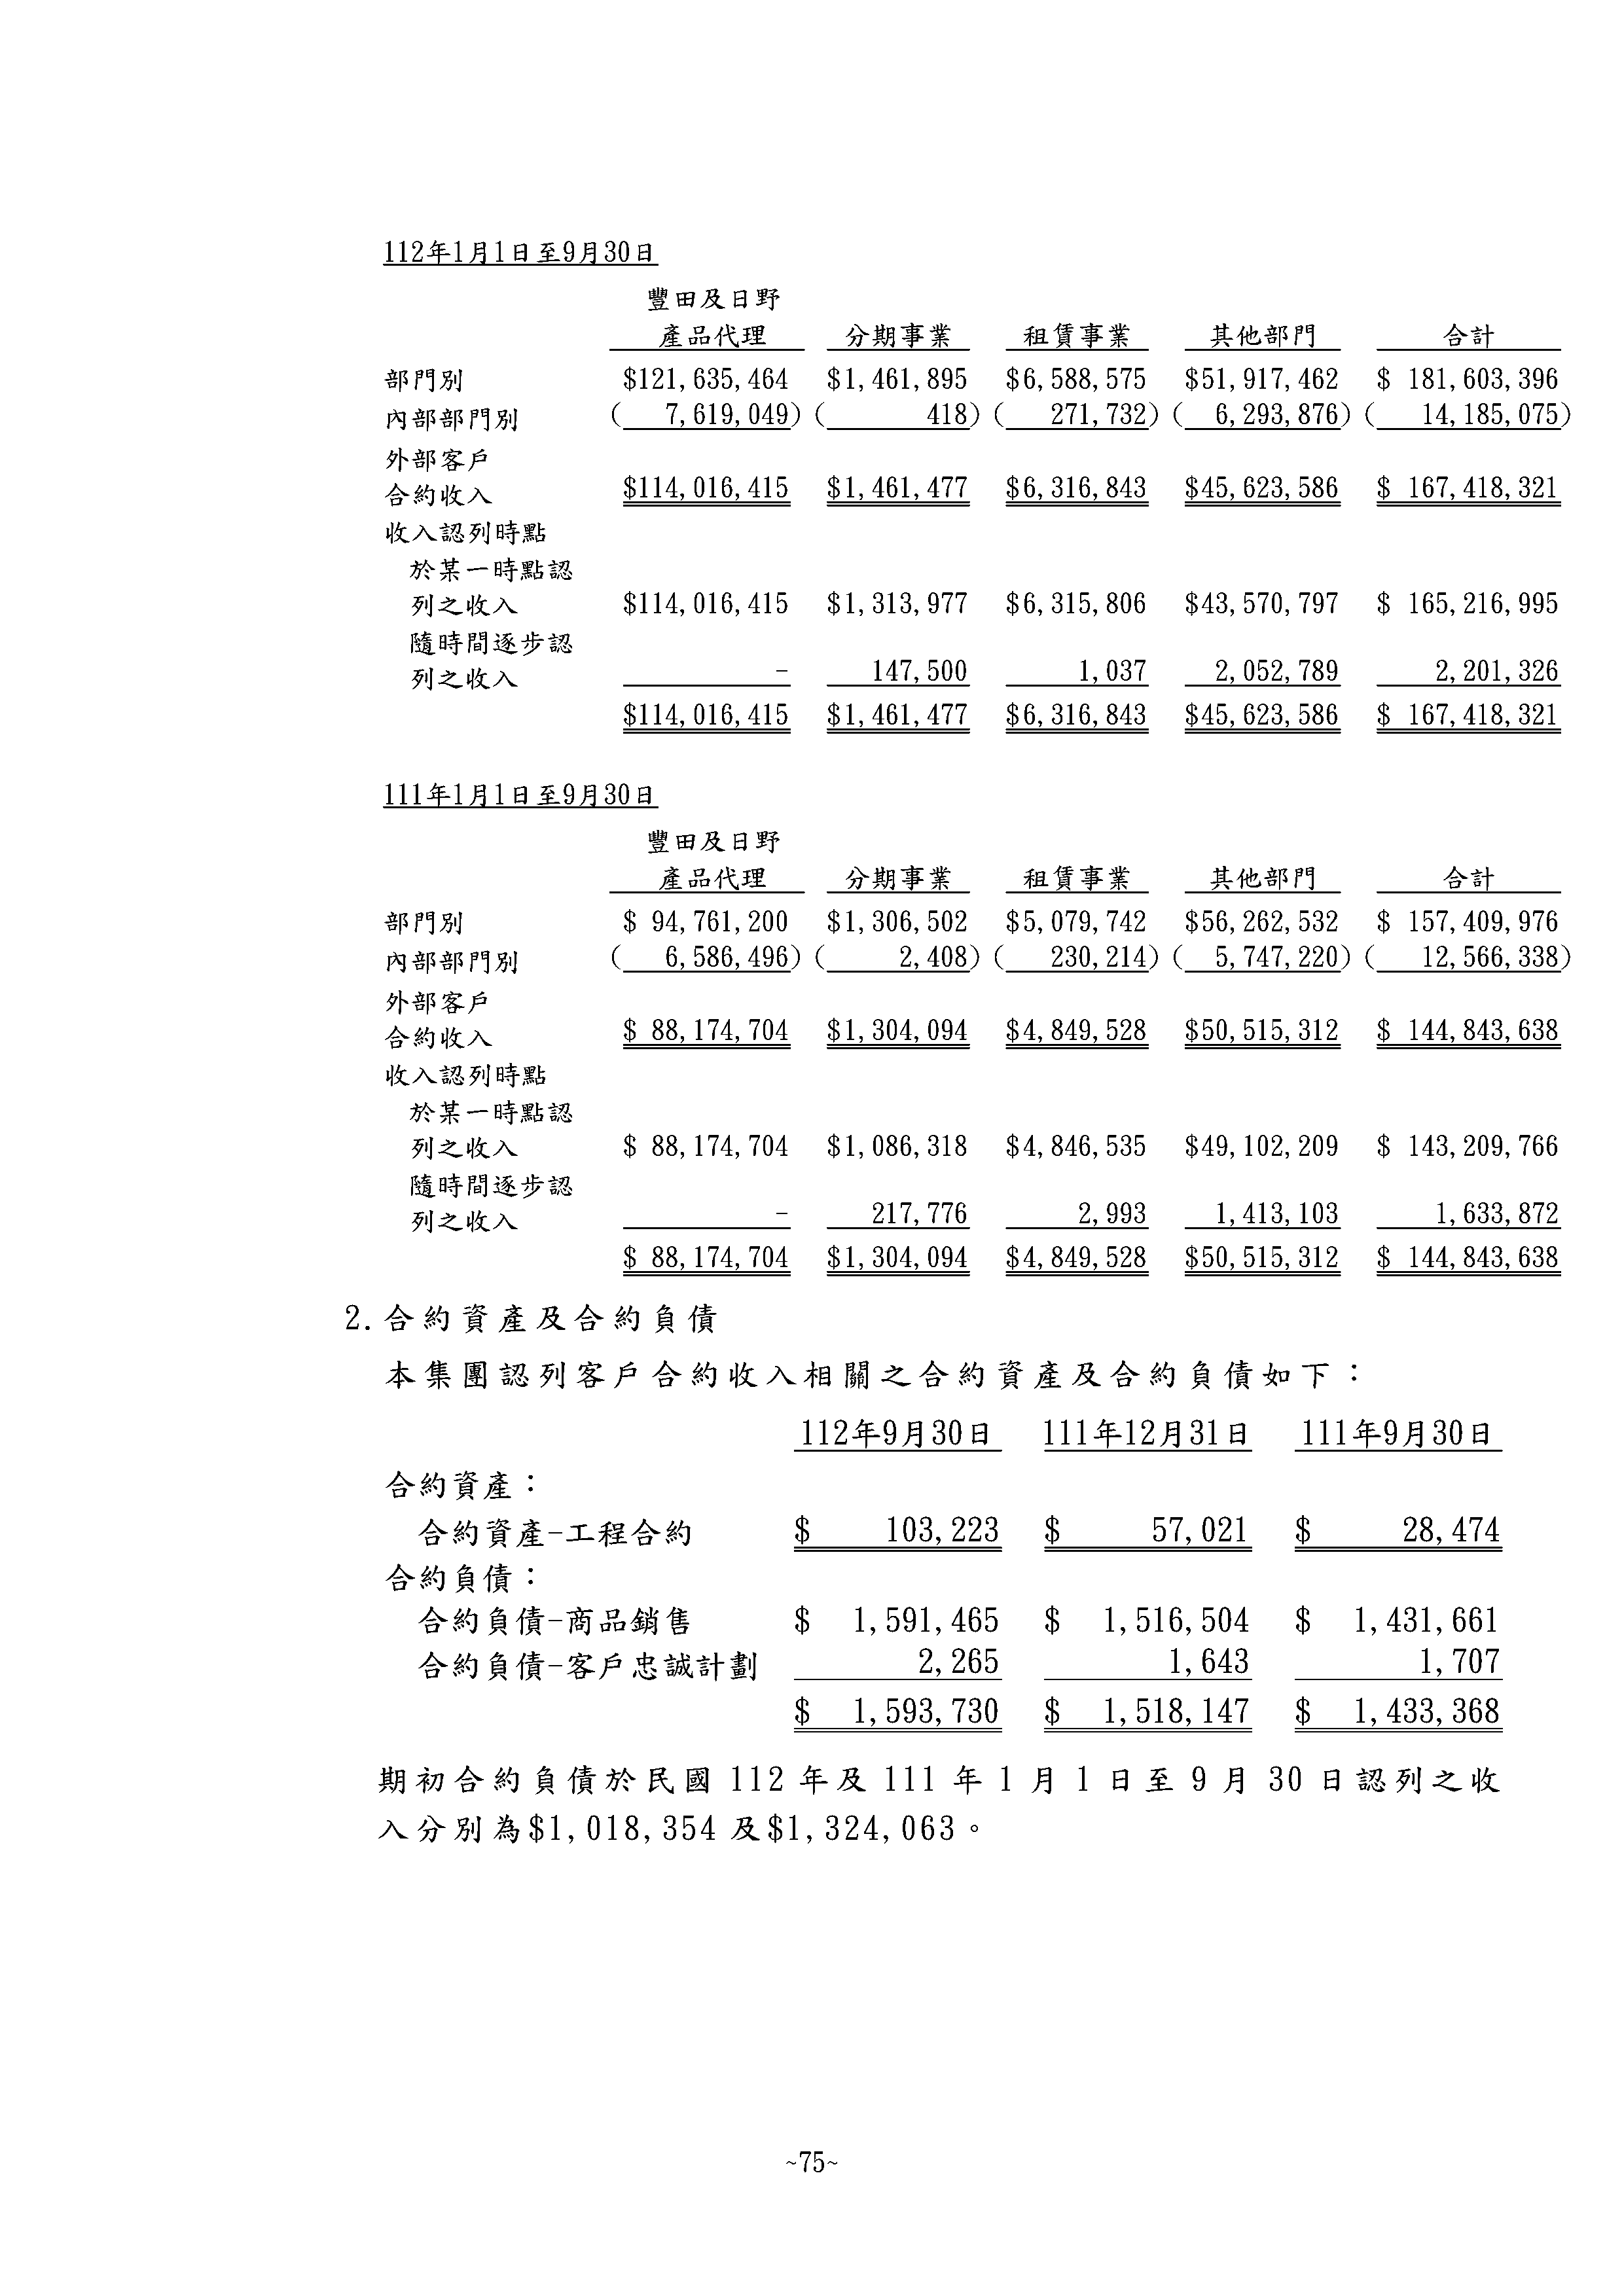 112年1月1日至9月30日
豐田及日野
產品代理 分期事業 租賃事業 其他部門 合計
部門別 $121,635,464 $1,461,895 $6,588,575 $51,917,462 $ 181,603,396
內部部門別 ( 7,619,049) ( 418) ( 271,732) ( 6,293,876) ( 14,185,075)
外部客戶
合約收入 $114,016,415 $1,461,477 $6,316,843 $45,623,586 $ 167,418,321
收入認列時點
於某一時點認
列之收入 $114,016,415 $1,313,977 $6,315,806 $43,570,797 $ 165,216,995
隨時間逐步認
列之收入 - 147,500 1,037 2,052,789 2,201,326
$114,016,415 $1,461,477 $6,316,843 $45,623,586 $ 167,418,321
111年1月1日至9月30日
豐田及日野
產品代理 分期事業 租賃事業 其他部門 合計
部門別 $ 94,761,200 $1,306,502 $5,079,742 $56,262,532 $ 157,409,976
內部部門別 ( 6,586,496) ( 2,408) ( 230,214) ( 5,747,220) ( 12,566,338)
外部客戶
合約收入 $ 88,174,704 $1,304,094 $4,849,528 $50,515,312 $ 144,843,638
收入認列時點
於某一時點認
列之收入 $ 88,174,704 $1,086,318 $4,846,535 $49,102,209 $ 143,209,766
隨時間逐步認
列之收入 - 217,776 2,993 1,413,103 1,633,872
$ 88,174,704 $1,304,094 $4,849,528 $50,515,312 $ 144,843,638
2.合約資產及合約負債
本集團認列客戶合約收入相關之合約資產及合約負債如下：
112年9月30日 111年12月31日 111年9月30日
合約資產：
合約資產-工程合約 $ 103,223 $ 57,021 $ 28,474
合約負債：
合約負債-商品銷售 $ 1,591,465 $ 1,516,504 $ 1,431,661
合約負債-客戶忠誠計劃 2,265 1,643 1,707
$ 1,593,730 $ 1,518,147 $ 1,433,368
期初合約負債於民國 112 年及 111 年 1 月 1 日至 9 月 30 日認列之收
入分別為$1,018,354 及$1,324,063。
~75~